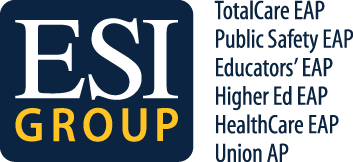 ESI
GROUP
TotalCare EAP
Public Safety EAP
Educators’ EAP
Higher Ed EAP
HealthCare EAP
Union AP